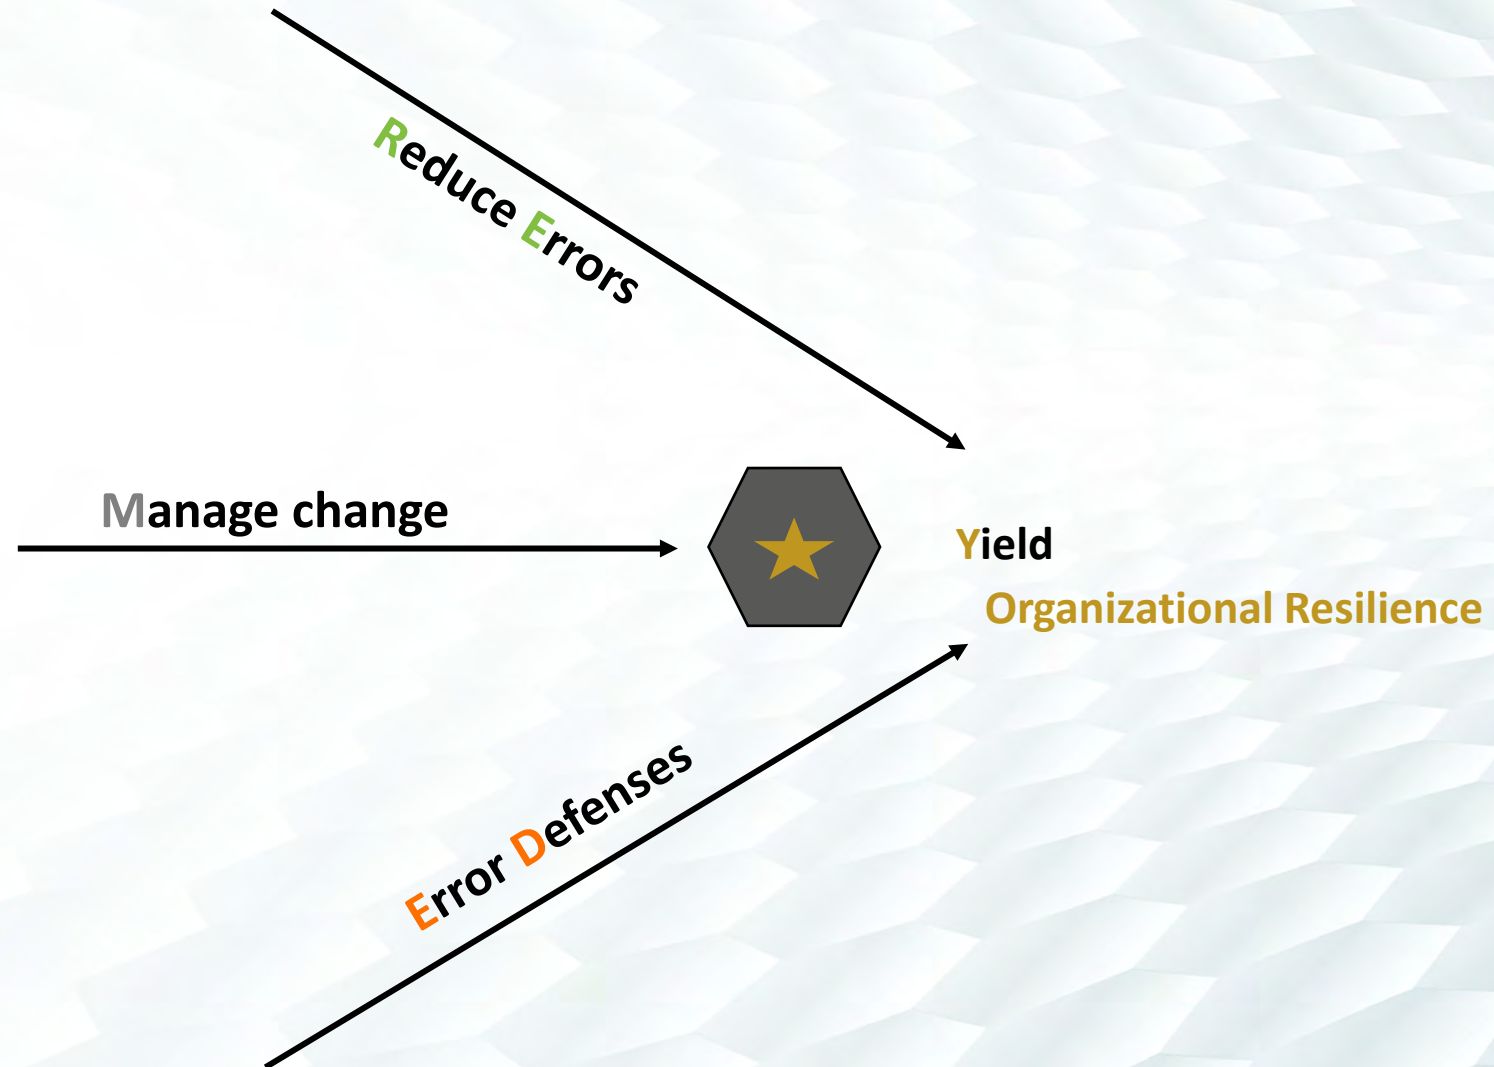 Reduce Errors
Manage change
Yield
Organizational Resilience
Error Defenses